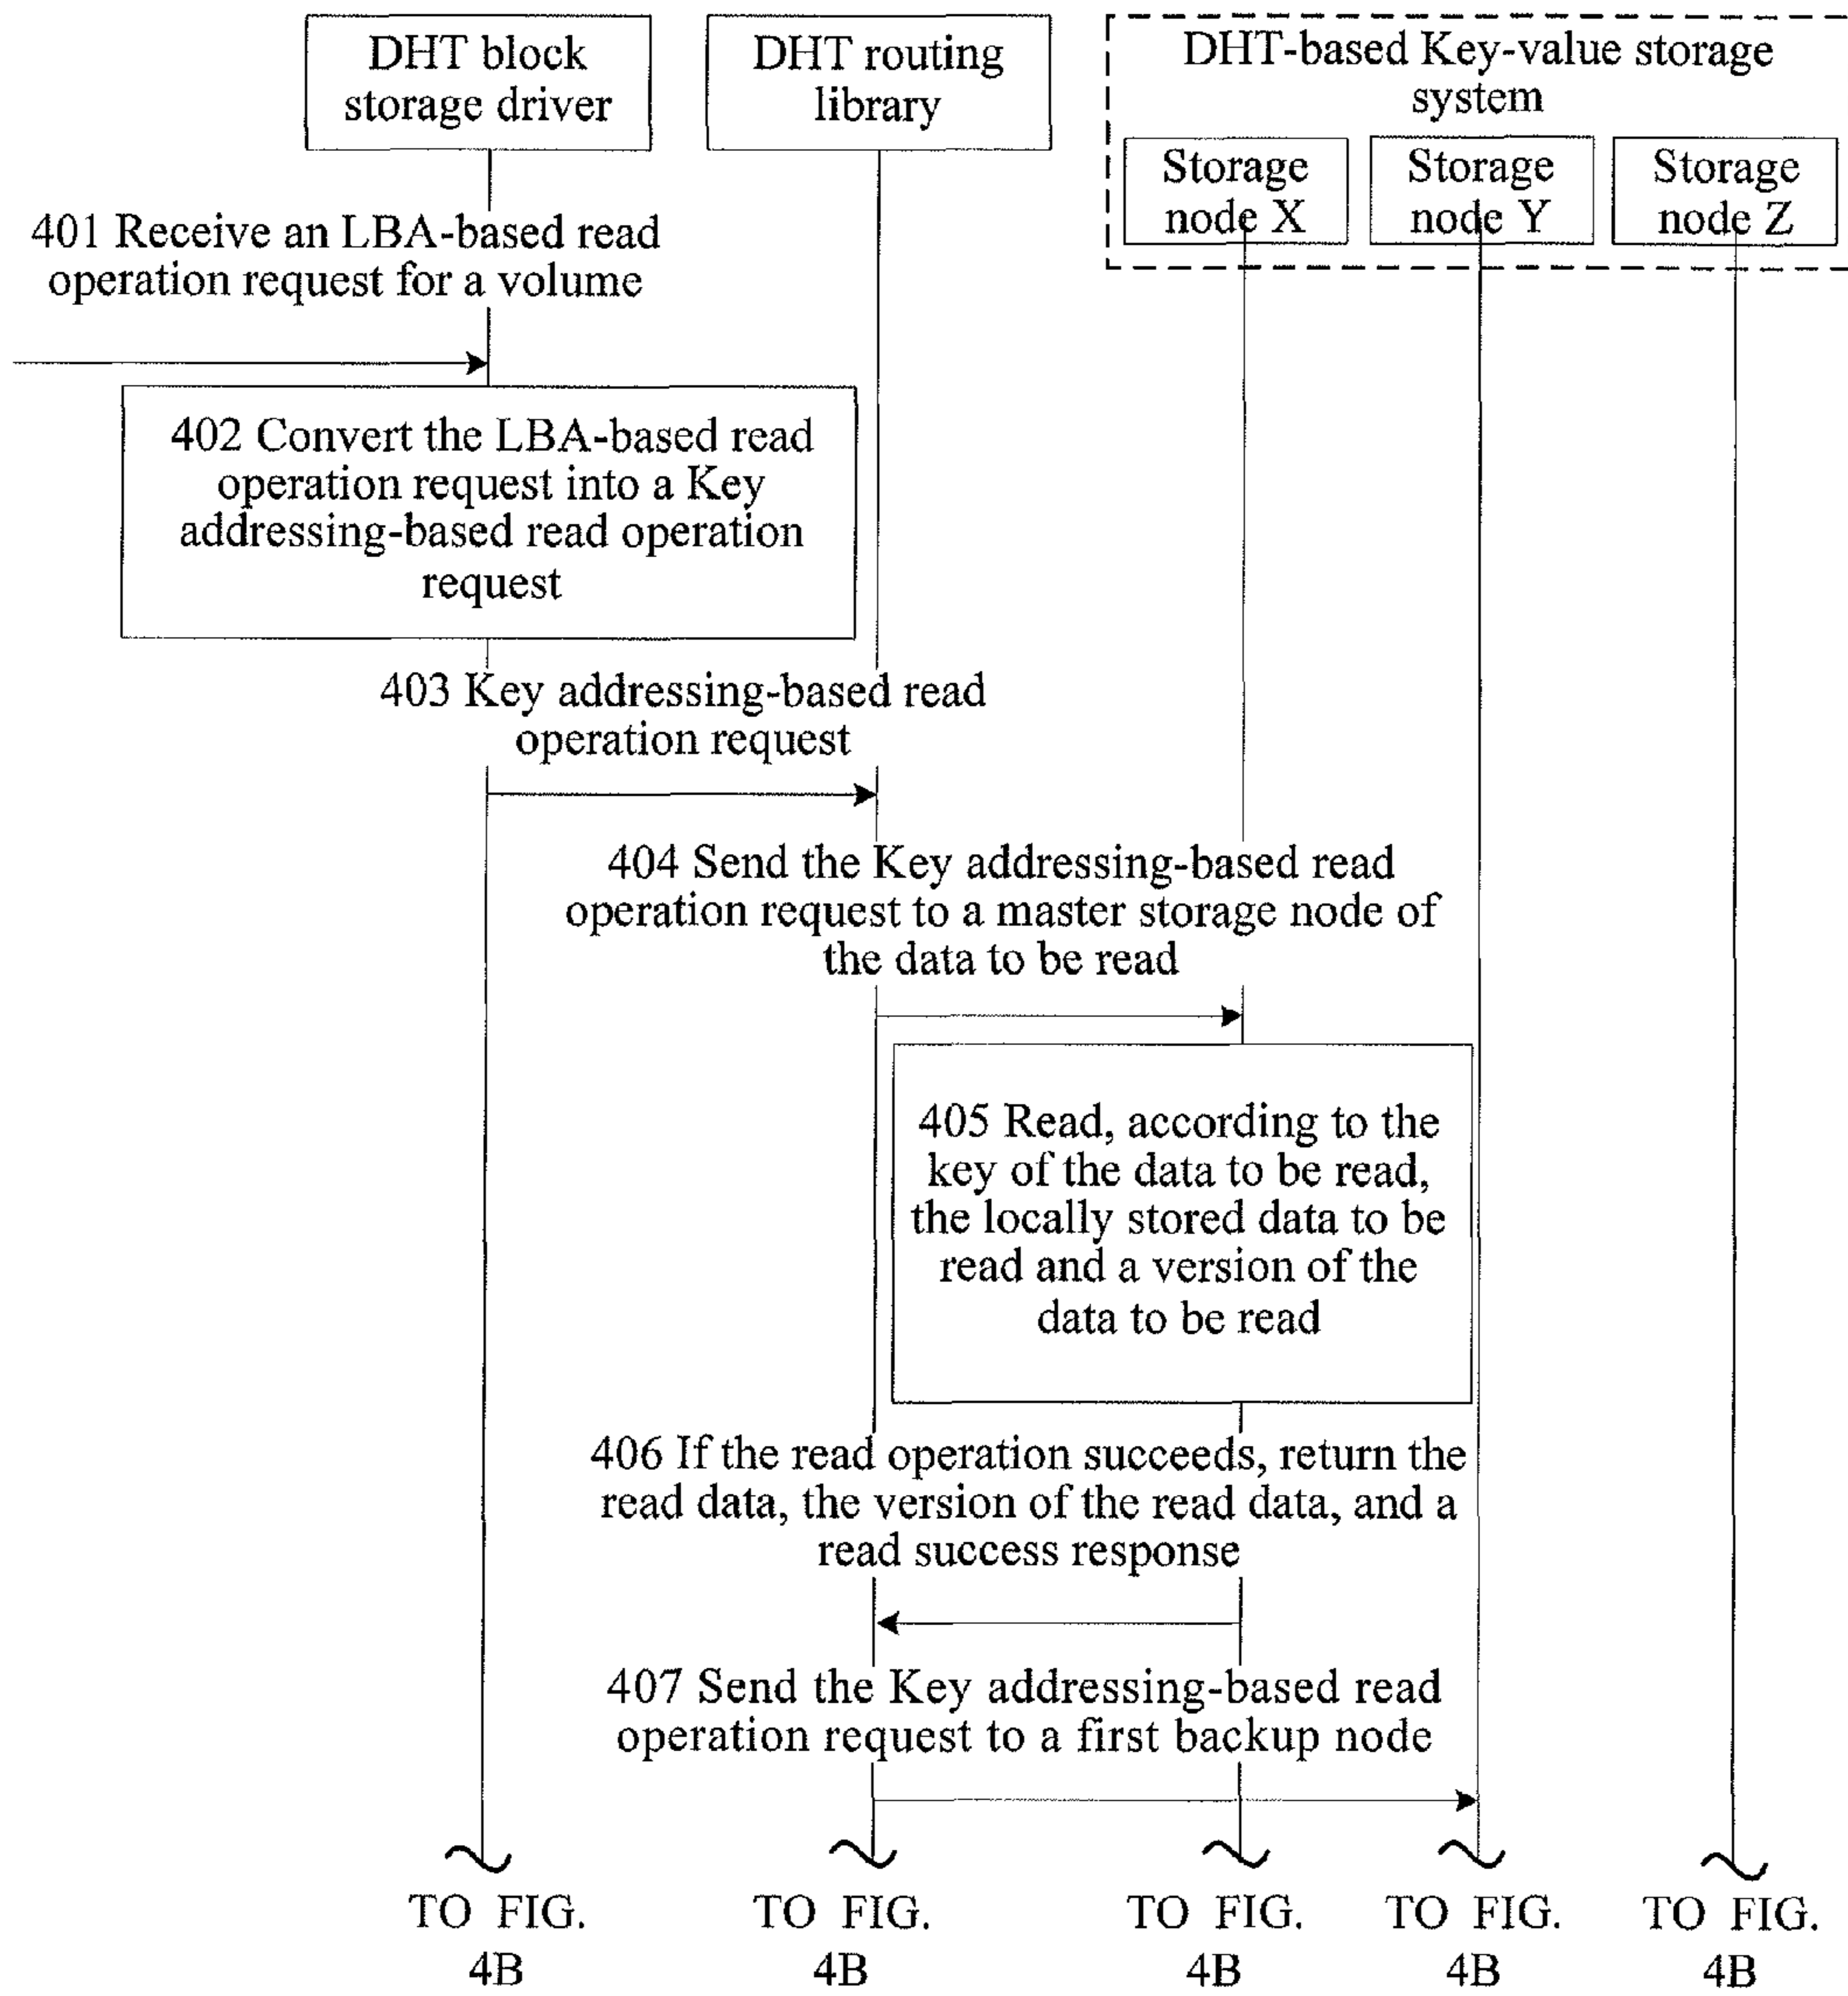 DHT block
storage driver
DHT routing
library
DHT-based Key-value storage
system
Storage
node X
Storage
node Y
Storage
node Z
401 Receive an LBA-based read
operation request for a volume
402 Convert the LBA-based read
operation request into a Key
addressing-based read operation
request
403 Key addressing-based read
operation request
404 Send the Key addressing-based read
operation request to a master storage node of
the data to be read
405 Read, according to the
key of the data to be read,
the locally stored data to be
read and a version of the
data to be read
406 If the read operation succeeds, return the
read data, the version of the read data, and a
read success response
407 Send the Key addressing-based read
operation request to a first backup node
TO FIG.
4B
TO FIG.
4B
TO FIG.
4B
TO FIG.
4B
TO FIG.
4B